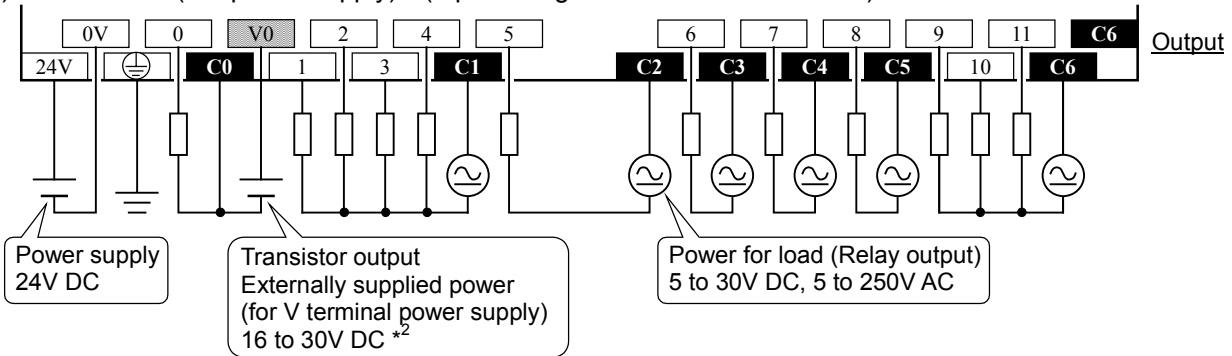 0V 0 V0 2 4 5 6 7 8 9 11 C6
Output
24V C0 1 3 C1 C2 C3 C4 C5 10 C6
Power supply
24V DC
Transistor output
Externally supplied power
(for V terminal power supply)
16 to 30V DC *2
Power for load (Relay output)
5 to 30V DC, 5 to 250V AC